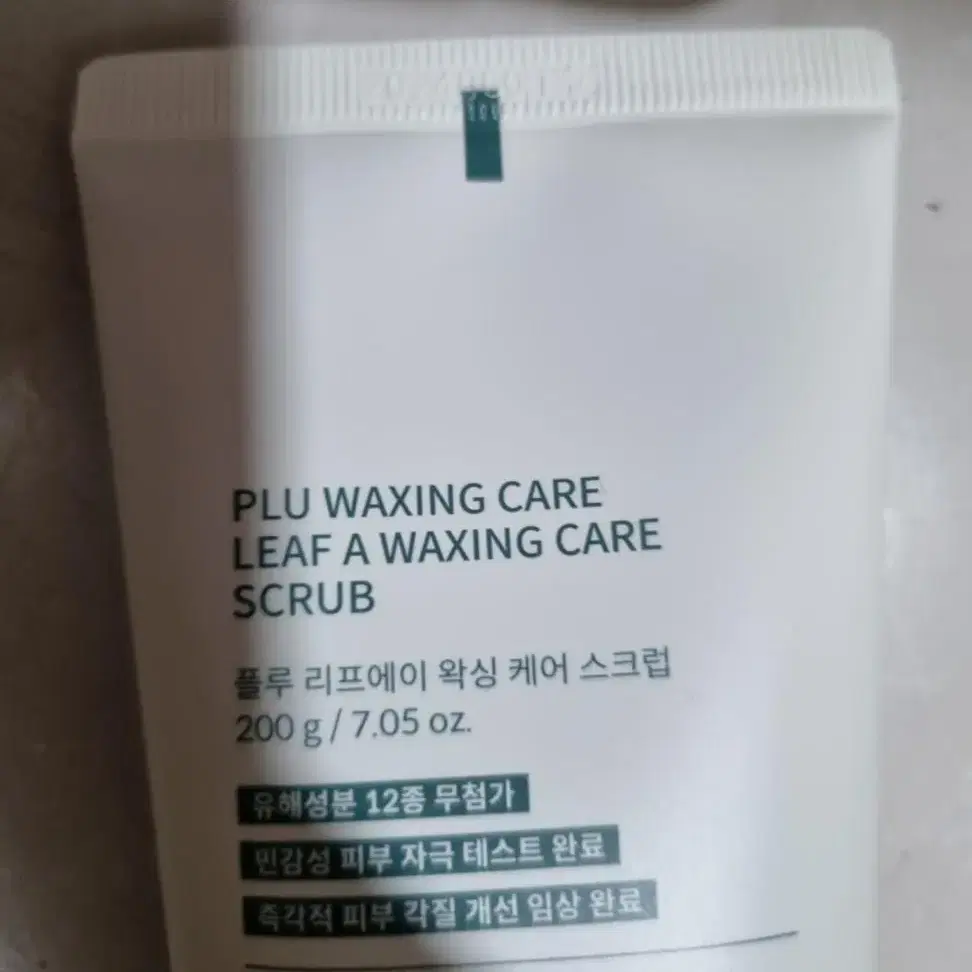 PLU WAXING CARE
LEAF A WAXING CARE
SCRUB
플루 리프에이 왁싱 케어 스크럽
200 g / 7.05 oz.
유해성분 12종 무첨가
민감성 피부 자극 테스트 완료
즉각적 피부 각질 개선 임상 완료